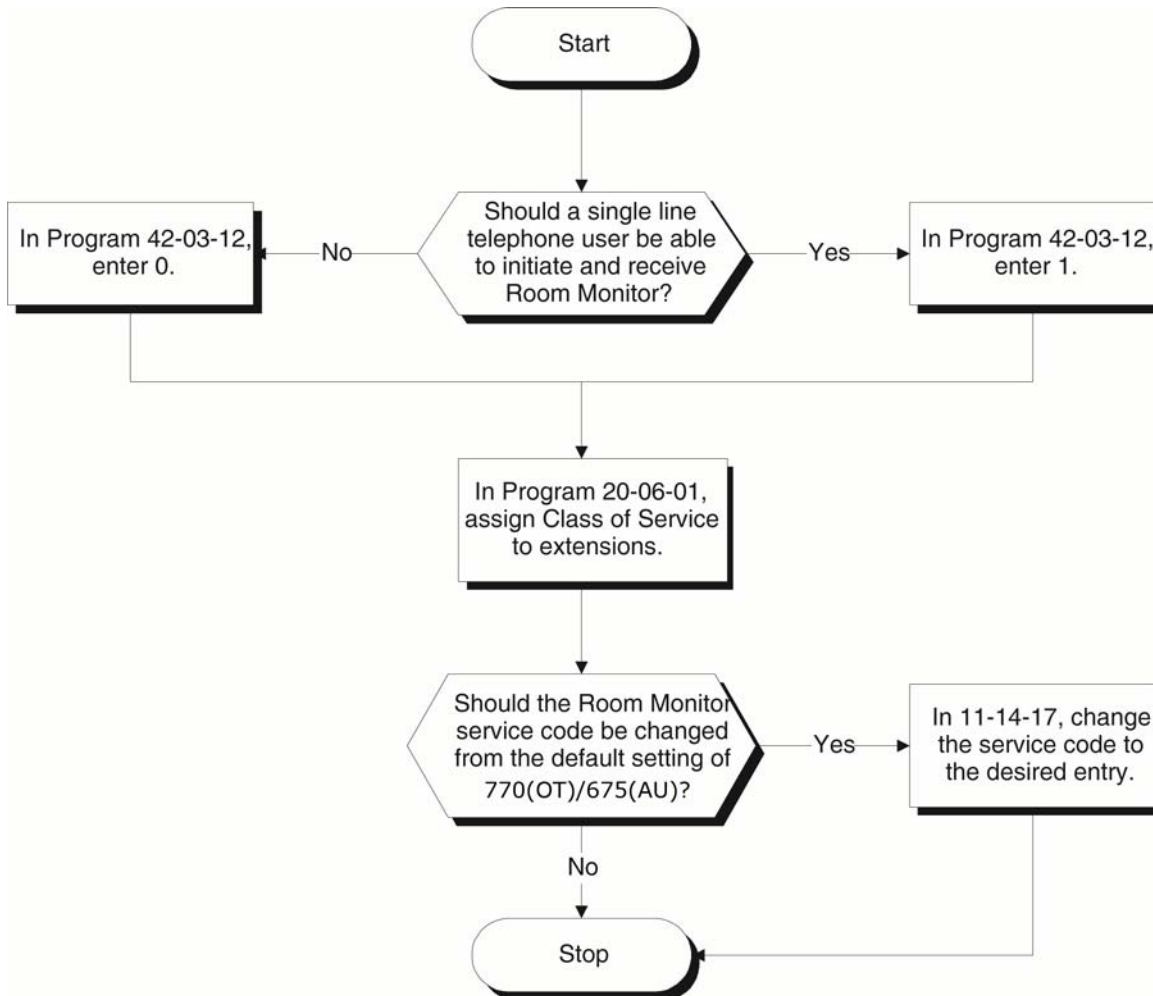 Start
Should a single line
telephone user be able
to initiate and receive
Room Monitor?
No
Yes
In Program 42-03-12,
enter 0.
In Program 42-03-12,
enter 1.
In Program 20-06-01,
assign Class of Service
to extensions.
Should the Room Monitor
service code be changed
from the default setting of
770(OT)/675(AU)?
Yes
In 11-14-17, change
the service code to
the desired entry.
No
Stop